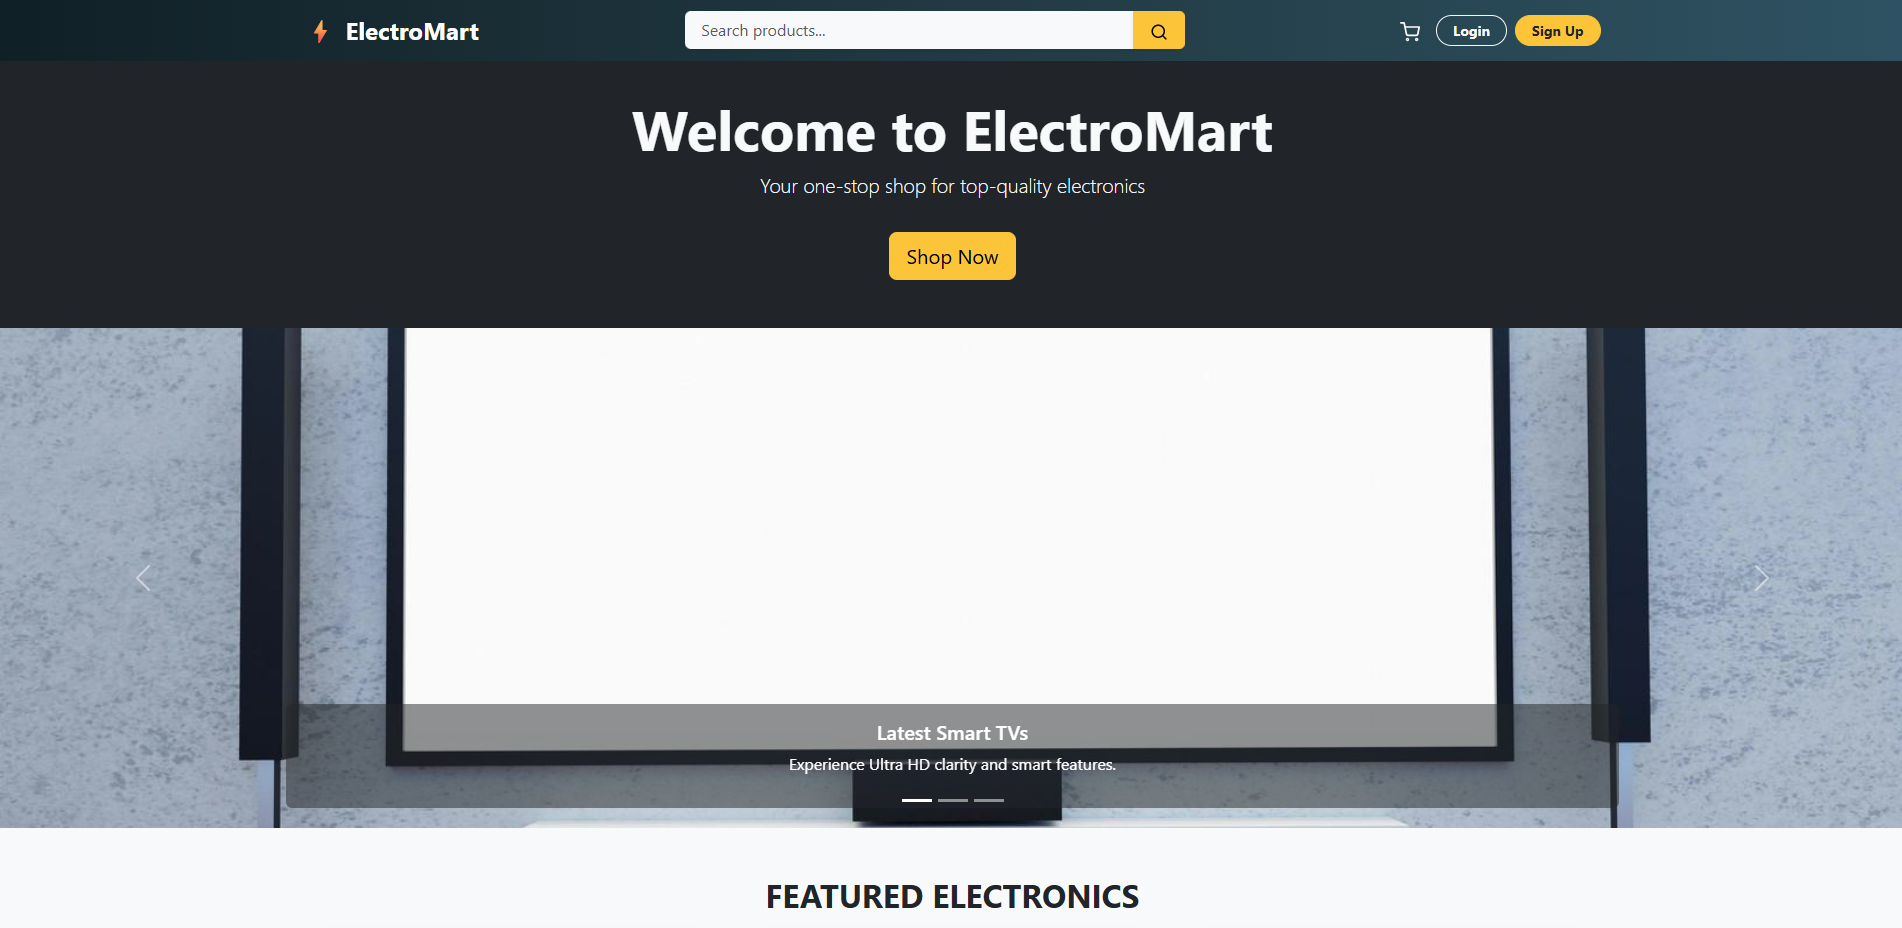 ElectroMart
Search products...
Login
Sign Up
Welcome to ElectroMart
Your one-stop shop for top-quality electronics
Shop Now
Latest Smart TVs
Experience Ultra HD clarity and smart features.
FEATURED ELECTRONICS